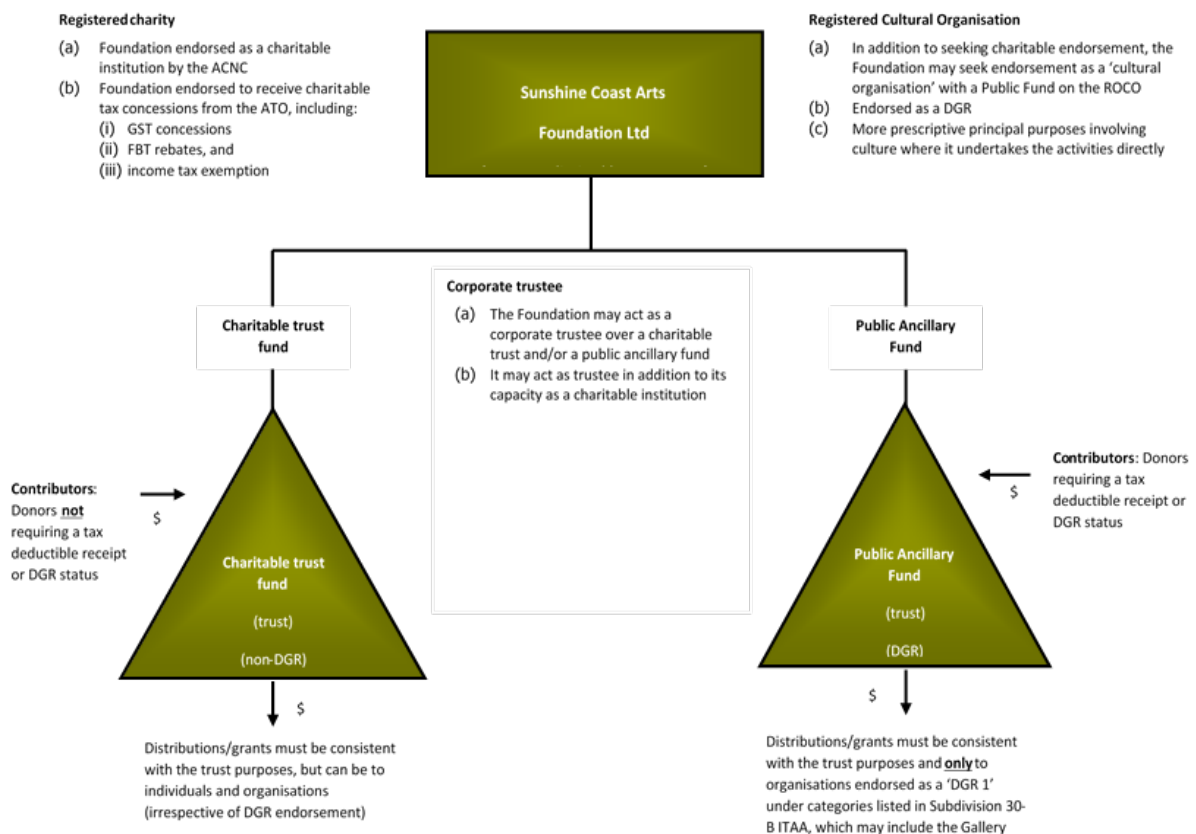 Registered charity
(a) Foundation endorsed as a charitable
institution by the ACNC
(b) Foundation endorsed to receive charitable
tax concessions from the ATO, including:
(i) GST concessions
(ii) FBT rebates, and
(iii) income tax exemption
Sunshine Coast Arts
Foundation Ltd
Registered Cultural Organisation
(a) In addition to seeking charitable endorsement, the
Foundation may seek endorsement as a ‘cultural
organisation’ with a Public Fund on the ROCO
(b) Endorsed as a DGR
(c) More prescriptive principal purposes involving
culture where it undertakes the activities directly
Charitable trust
fund
Corporate trustee
(a) The Foundation may act as a
corporate trustee over a charitable
trust and/or a public ancillary fund
(b) It may act as trustee in addition to its
capacity as a charitable institution
Public Ancillary
Fund
Contributors:
Donors not
requiring a tax
deductible receipt
or DGR status
$
Charitable trust
fund
(trust)
(non-DGR)
$
Distributions/grants must be consistent
with the trust purposes, but can be to
individuals and organisations
(irrespective of DGR endorsement)
Contributors: Donors
requiring a tax
deductible receipt or
DGR status
$
Public Ancillary
Fund
(trust)
(DGR)
$
Distributions/grants must be consistent
with the trust purposes and only to
organisations endorsed as a ‘DGR 1’
under categories listed in Subdivision 30-
B ITAA, which may include the Gallery